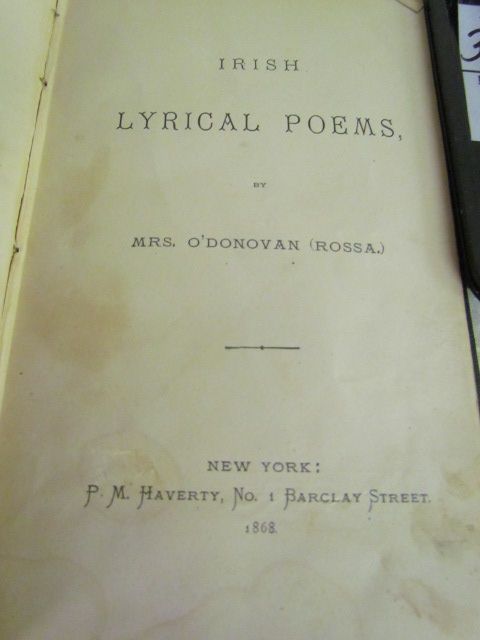 IRISH
LYRICAL POEMS,
BY
MRS. O'DONOVAN (ROSSA.)
NEW YORK:
P. M. HAVERTY, NO. 1 BARCLAY STREET.
1868.